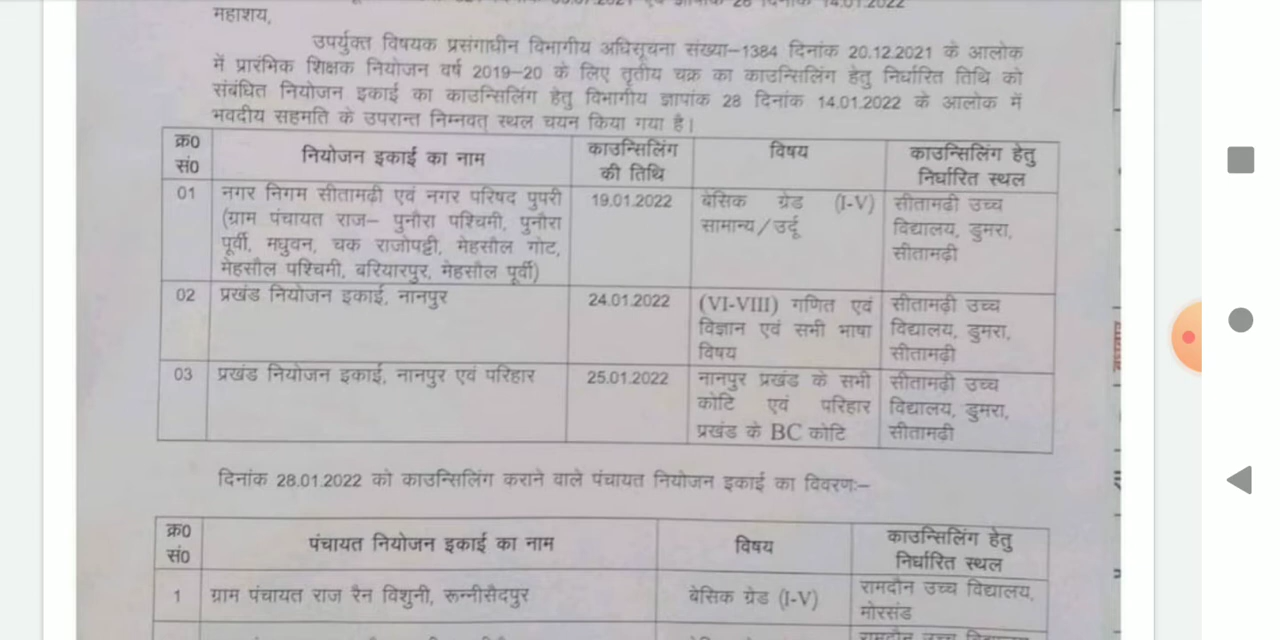 14.01.2022
महाशय,
उपर्युक्त विषयक प्रसंगाधीन विभागीय अधिसूचना संख्या–1384 दिनांक 20.12.2021 के आलोक
में प्रारंभिक शिक्षक नियोजन वर्ष 2019–20 के लिए तृतीय चक्र का काउन्सिलिंग हेतु निर्धारित तिथि को
संबंधित नियोजन इकाई का काउन्सिलिंग हेतु विभागीय ज्ञापांक 28 दिनांक 14.01.2022 के आलोक में
भवदीय सहमति के उपरान्त निम्नवत् स्थल चयन किया गया है।
क्र0 सं0 नियोजन इकाई का नाम काउन्सिलिंग की तिथि विषय काउन्सिलिंग हेतु निर्धारित स्थल
01 नगर निगम सीतामढ़ी एवं नगर परिषद पुपरी 19.01.2022 बेसिक ग्रेड (I-V) सीतामढ़ी उच्च
(ग्राम पंचायत राज– पुनौरा पश्चिमी, पुनौरा सामान्य/उर्दू विद्यालय, डुमरा,
पूर्वी, मधुवन, चक राजोपट्टी, मेहसौल गोट, सीतामढ़ी
मेहसौल पश्चिमी, बरियारपुर, मेहसौल पूर्वी)
02 प्रखंड नियोजन इकाई, नानपुर 24.01.2022 (VI-VIII) गणित एवं सीतामढ़ी उच्च
विज्ञान एवं सभी भाषा विद्यालय, डुमरा,
विषय सीतामढ़ी
03 प्रखंड नियोजन इकाई, नानपुर एवं परिहार 25.01.2022 नानपुर प्रखंड के सभी सीतामढ़ी उच्च
कोटि एवं परिहार विद्यालय, डुमरा,
प्रखंड के BC कोटि सीतामढ़ी
दिनांक 28.01.2022 को काउन्सिलिंग कराने वाले पंचायत नियोजन इकाई का विवरणः–
क्र0 सं0 पंचायत नियोजन इकाई का नाम विषय काउन्सिलिंग हेतु निर्धारित स्थल
1 ग्राम पंचायत राज रैन विशुनी, रून्नीसैदपुर बेसिक ग्रेड (I-V) रामदौन उच्च विद्यालय,
मोरसंड